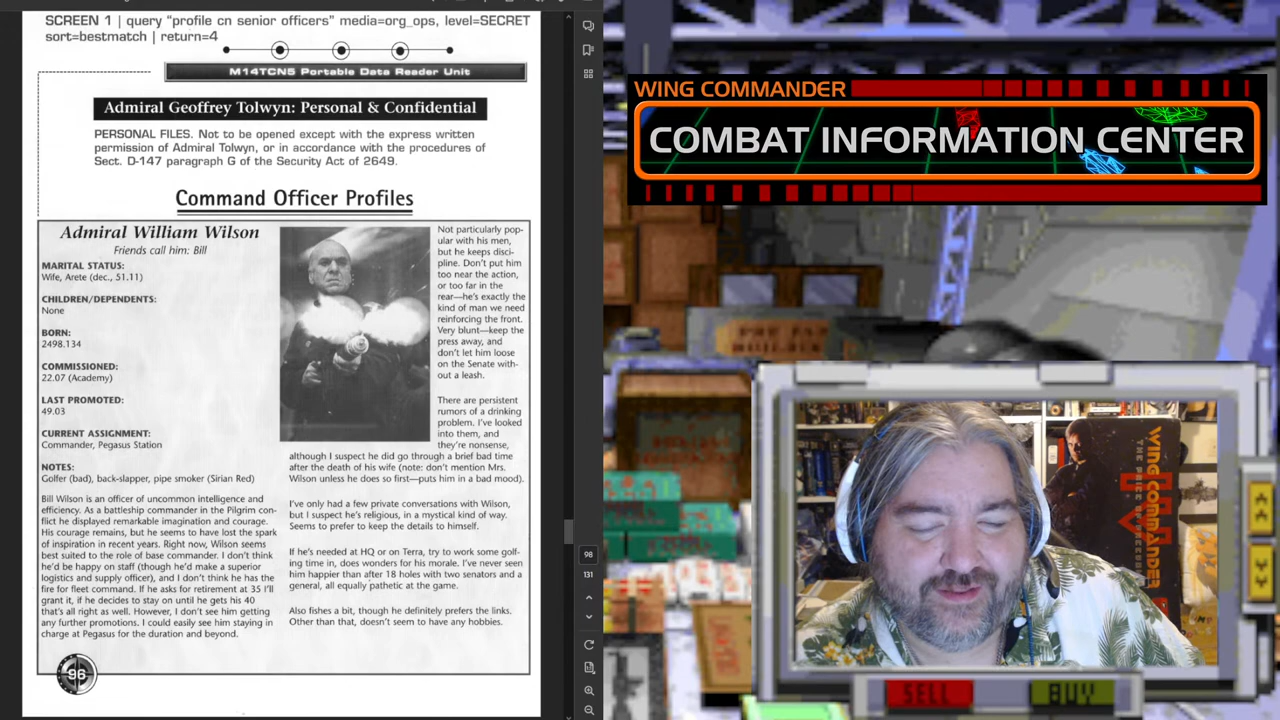 SCREEN 1 | query “profile cn senior officers” media=org_ops, level=SECRET
sort=bestmatch | return=4
M14TCN5 Portable Data Reader Unit
Admiral Geoffrey Tolwyn: Personal & Confidential
PERSONAL FILES. Not to be opened except with the express written
permission of Admiral Tolwyn, or in accordance with the procedures of
Sect. D-147 paragraph G of the Security Act of 2649.
Command Officer Profiles
Admiral William Wilson
Friends call him: Bill
MARITAL STATUS:
Wife, Arete (dec., 51.11)
CHILDREN/DEPENDENTS:
None
BORN:
2498.134
COMMISSIONED:
22.07 (Academy)
LAST PROMOTED:
49.03
CURRENT ASSIGNMENT:
Commander, Pegasus Station
NOTES:
Golfer (bad), back-slapper, pipe smoker (Sirian Red)
Bill Wilson is an officer of uncommon intelligence and
efficiency. As a battleship commander in the Pilgrim con-
flict he displayed remarkable imagination and courage.
His courage remains, but he seems to have lost the spark
of inspiration in recent years. Right now, Wilson seems
best suited to the role of base commander. I don't think
he'd be happy on staff (though he'd make a superior
logistics and supply officer), and I don't think he has the
fire for fleet command. If he asks for retirement at 35 I'll
grant it, if he decides to stay on until he gets his 40
that's all right as well. However, I don't see him getting
any further promotions. I could easily see him staying in
charge at Pegasus for the duration and beyond.
Not particularly pop-
ular with his men,
but he keeps disci-
pline. Don't put him
too near the action,
or too far in the
rear—he's exactly the
kind of man we need
reinforcing the front.
Very blunt—keep the
press away, and
don't let him loose
on the Senate with-
out a leash.
There are persistent
rumors of a drinking
problem. I've looked
into them, and
they're nonsense,
although I suspect he did go through a brief bad time
after the death of his wife (note: don't mention Mrs.
Wilson unless he does so first—puts him in a bad mood).
I've only had a few private conversations with Wilson,
but I suspect he's religious, in a mystical kind of way.
Seems to prefer to keep the details to himself.
If he's needed at HQ or on Terra, try to work some golf-
ing time in, does wonders for his morale. I've never seen
him happier than after 18 holes with two senators and a
general, all equally pathetic at the game.
Also fishes a bit, though he definitely prefers the links.
Other than that, doesn't seem to have any hobbies.
96
98
131
WING COMMANDER
COMBAT INFORMATION CENTER
WING COMMANDER
SELL
BUY